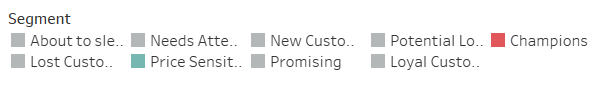 Segment
About to sle.. Needs Atte.. New Custo.. Potential Lo.. Champions
Lost Custo.. Price Sensit.. Promising Loyal Custo..